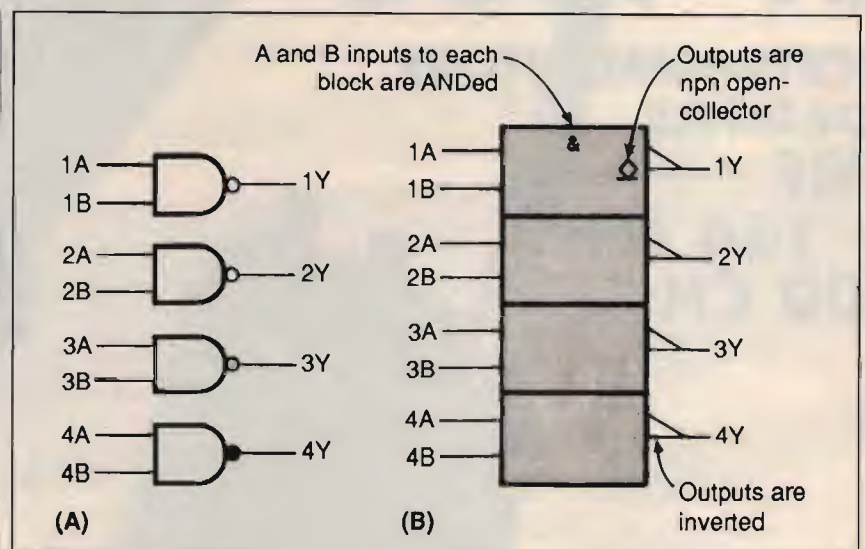 A and B inputs to each
block are ANDed
Outputs are
npn open-
collector
1A
1B
1Y
2A
2B
2Y
3A
3B
3Y
4A
4B
4Y
(A)
&
1A
1B
1Y
2A
2B
2Y
3A
3B
3Y
4A
4B
4Y
Outputs are
inverted
(B)